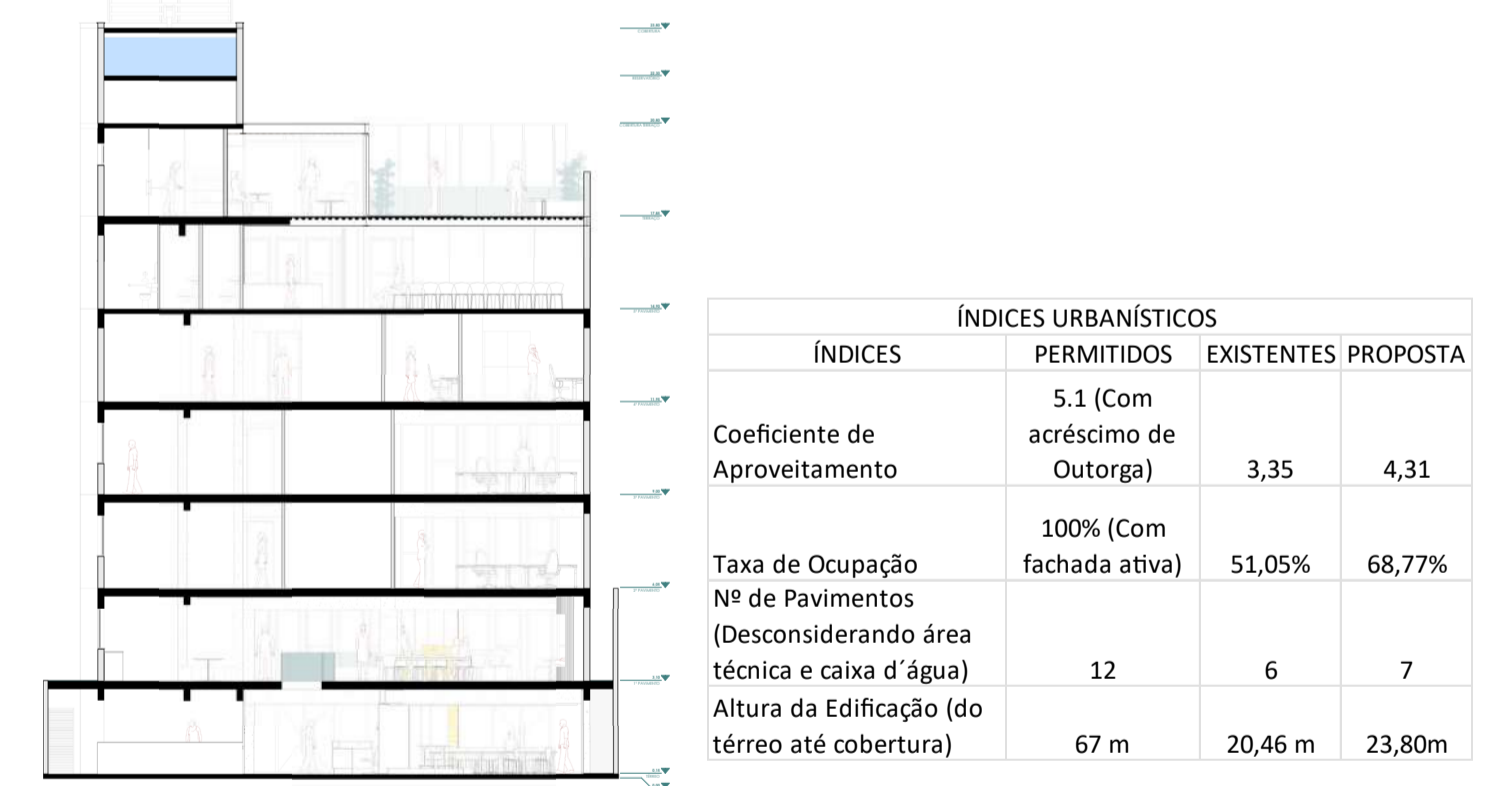 COBERTURA
ÍNDICES URBANÍSTICOS
ÍNDICES PERMITIDOS EXISTENTES PROPOSTA
Coeficiente de Aproveitamento
5.1 (Com acréscimo de Outorga)
3,35
4,31
Taxa de Ocupação
100% (Com fachada ativa)
51,05%
68,77%
Nº de Pavimentos
(Desconsiderando área
técnica e caixa d´água)
12
6
7
Altura da Edificação (do
térreo até cobertura)
67 m
20,46 m
23,80m